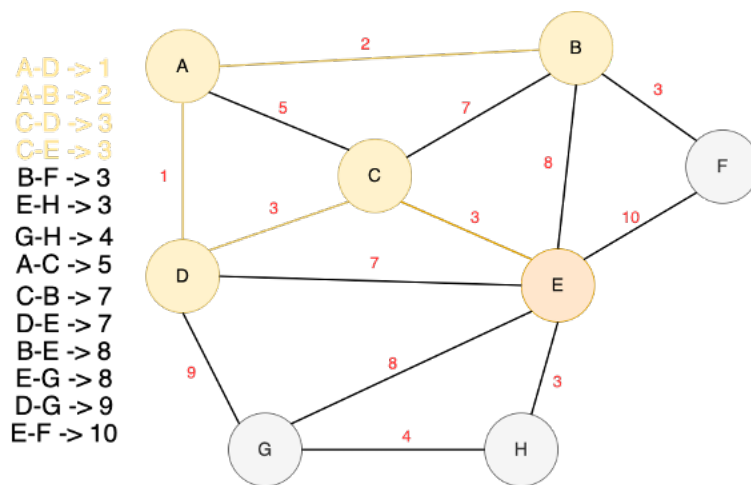 A-D -> 1
A-B -> 2
C-D -> 3
C-E -> 3
B-F -> 3
E-H -> 3
G-H -> 4
A-C -> 5
C-B -> 7
D-E -> 7
B-E -> 8
E-G -> 8
D-G -> 9
E-F -> 10
A
2
B
5
7
3
1
C
8
F
3
3
10
D
7
E
9
8
3
G
4
H